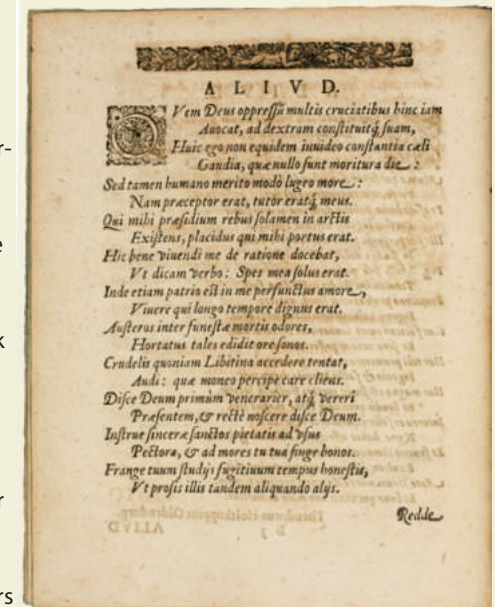 ALIVD.
QVem Deus oppressũ multis cruciatibus hinc iam
Auocat, ad dextram constituitq́; suam,
Huic ego non equidem inuideo constantia cæli
Gaudia, quæ nullo sunt moritura die:
Sed tamen humano merito modò lugeo more:
Nam præceptor erat, tutor eratq́; meus.
Qui mihi præsidium rebus solamen in arctis
Existens, placidus qui mihi portus erat.
Hic bene viuendi me de ratione docebat,
Vt dicam verbo: Spes mea solus erat.
Inde etiam patrio est in me perfunctus amore,
Viuere qui longo tempore dignus erat.
Austeros inter funestæ mortis odores,
Hortatus tales edidit ore sonos.
Crudelis quoniam Libitina accedere tentat,
Audi: quæ moneo percipe care cliens.
Disce Deum primùm venerarier, atq́; vereri
Præsentem, & rectè noscere disce Deum.
Instrue sinceræ sanctos pietatis ad vsus
Pectora, & ad mores tu tua finge bonos.
Frange tuum studijs fugitiuum tempus honestis,
Vt prosis illis tandem aliquando alijs.
Redde
r-
e
k
r
rs